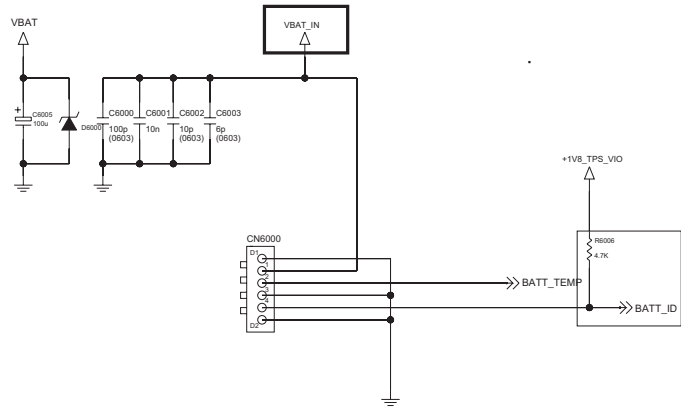 VBAT
VBAT_IN
+
C6005
100u
D6000
C6000
100p
(0603)
C6001
10n
C6002
10p
(0603)
C6003
6p
(0603)
+1V8_TPS_VIO
R6006
4.7K
CN6000
D1
1
2
3
4
D2
BATT_TEMP
BATT_ID